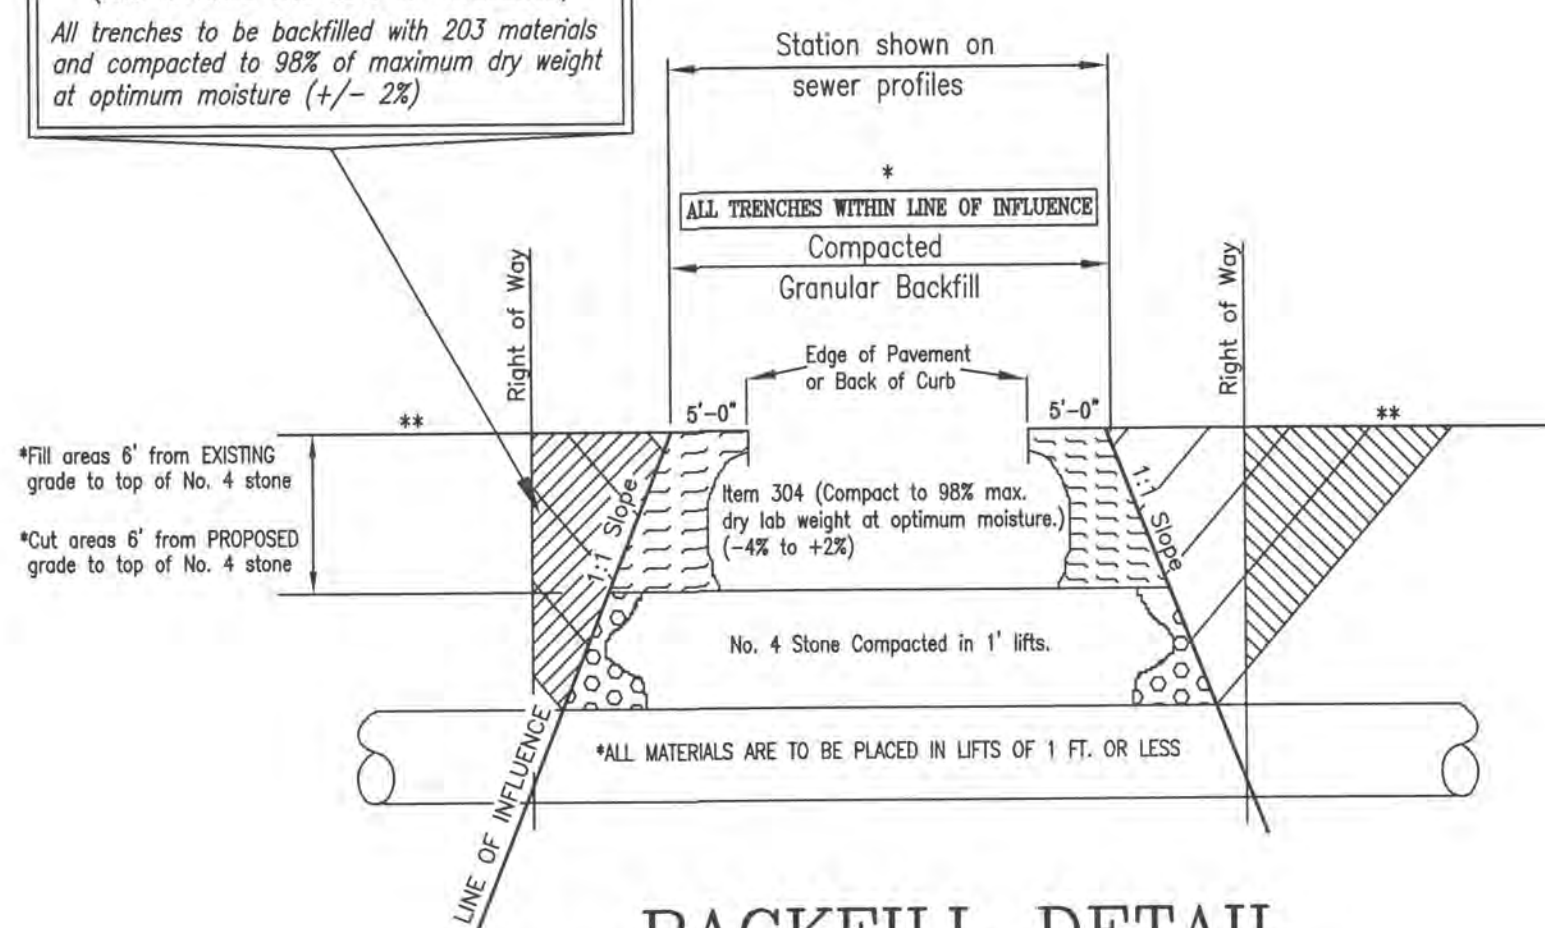 All trenches to be backfilled with 203 materials
and compacted to 98% of maximum dry weight
at optimum moisture (+/- 2%)
Station shown on
sewer profiles
*
ALL TRENCHES WITHIN LINE OF INFLUENCE
Compacted
Granular Backfill
Right of Way
Right of Way
Edge of Pavement
or Back of Curb
5'-0"
5'-0"
**
**
*Fill areas 6' from EXISTING
grade to top of No. 4 stone
*Cut areas 6' from PROPOSED
grade to top of No. 4 stone
1:1 Slope
1:1 Slope
Item 304 (Compact to 98% max.
dry lab weight at optimum moisture.)
(-4% to +2%)
No. 4 Stone Compacted in 1' lifts.
*ALL MATERIALS ARE TO BE PLACED IN LIFTS OF 1 FT. OR LESS
LINE OF INFLUENCE
BACKFILL DETAIL